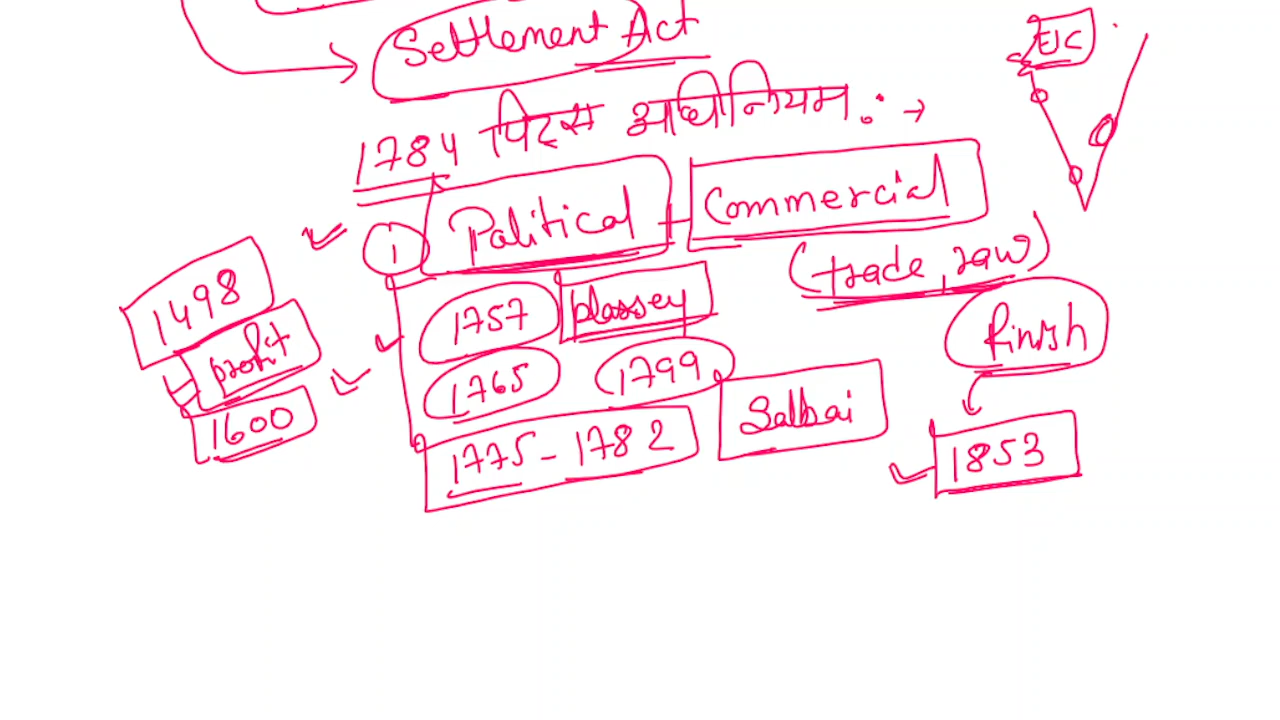 Settlement Act
EIC
1784 पिट्स अधिनियम : →
1 Political - Commercial
(trade, raw)
1498
profit
1600
1757 plassey
finish
1765 1799
Salbai
1775 - 1782
1853